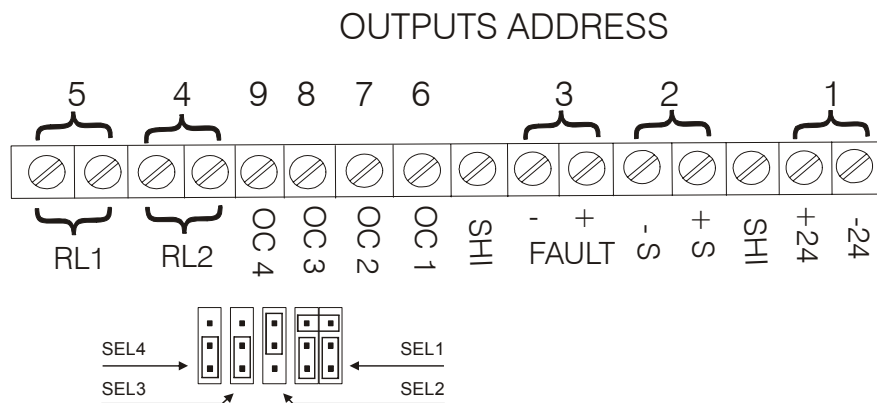 OUTPUTS ADDRESS
5 4 9 8 7 6 3 2 1
RL1 RL2 OC 4 OC 3 OC 2 OC 1 SHI - + FAULT - S + S SHI +24 -24
SEL4 SEL1
SEL3 SEL2